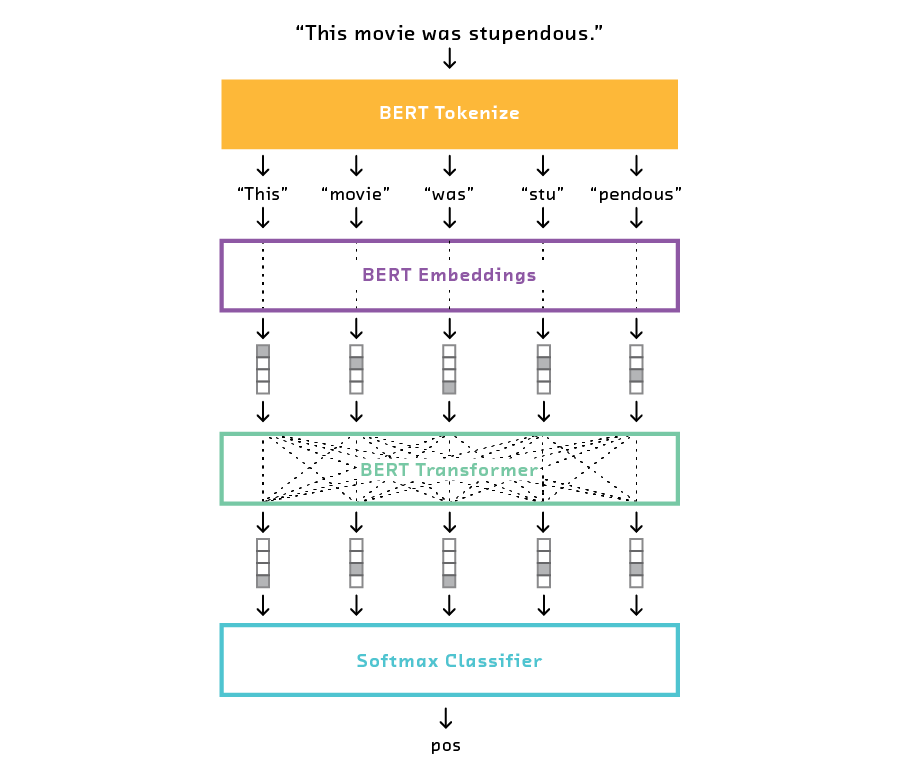 “This movie was stupendous.”
BERT Tokenize
“This” “movie” “was” “stu” “pendous”
BERT Embeddings
BERT Transformer
Softmax Classifier
pos